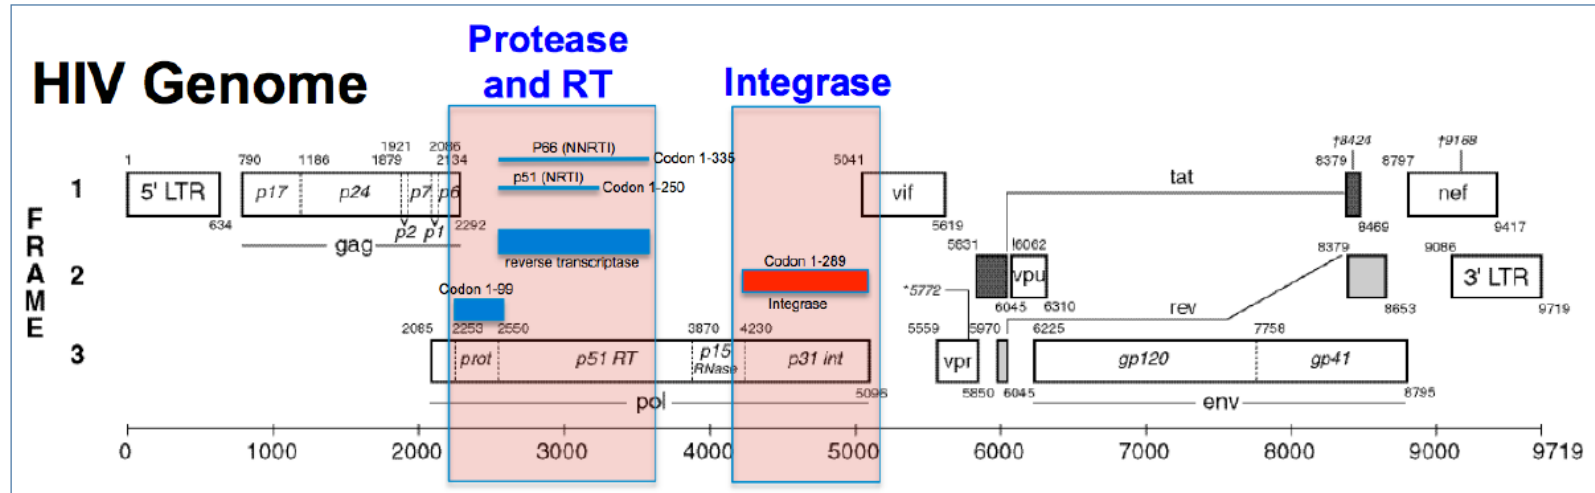 Protease
and RT
Integrase
HIV Genome
1921 2086
1 790 1186 1879 2134 P66 (NNRTI) Codon 1-335 5041 †8424 †9168
8379 8797
1 5' LTR p17 p24 p7 p6 p51 (NRTI) Codon 1-250 vif tat nef
634 p2 p1 2292 5619 8469 9417
gag
FRAME
reverse transcriptase
5831 6062 8379 9086
2 Codon 1-289 vpu 3' LTR
Codon 1-99 Integrase *5772 6045 6310 rev 8653 9719
2085 2253 2550 3870 4230 5559 5970 6225 7758
3 prot p51 RT p15 RNase p31 int vpr gp120 gp41
5096 5850 6045 8795
pol env
0 1000 2000 3000 4000 5000 6000 7000 8000 9000 9719